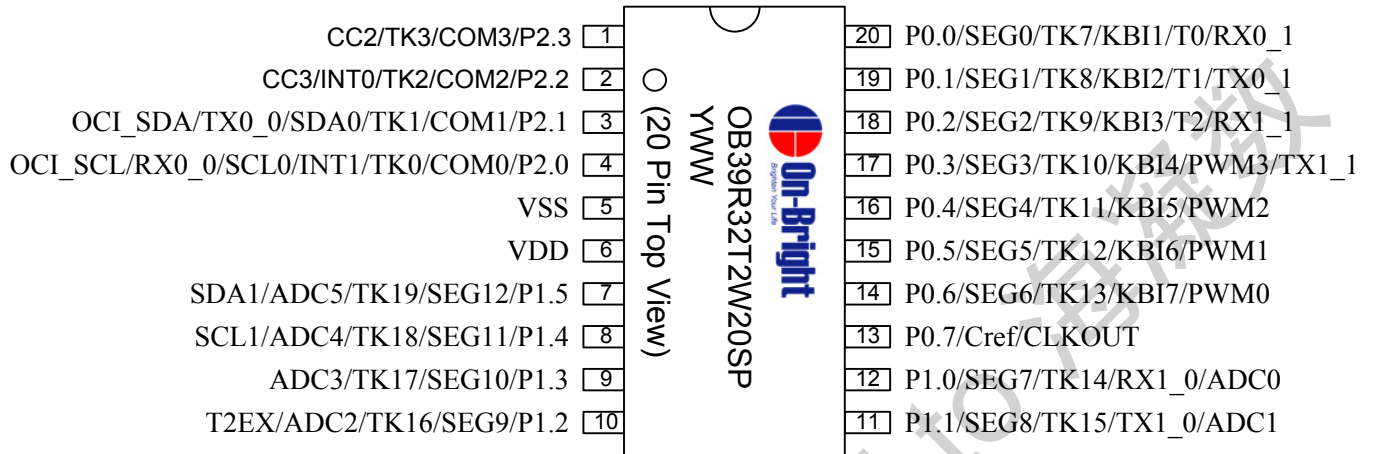 CC2/TK3/COM3/P2.3 1
CC3/INT0/TK2/COM2/P2.2 2
OCI_SDA/TX0_0/SDA0/TK1/COM1/P2.1 3
OCI_SCL/RX0_0/SCL0/INT1/TK0/COM0/P2.0 4
VSS 5
VDD 6
SDA1/ADC5/TK19/SEG12/P1.5 7
SCL1/ADC4/TK18/SEG11/P1.4 8
ADC3/TK17/SEG10/P1.3 9
T2EX/ADC2/TK16/SEG9/P1.2 10
On-Bright
Brighten Your Life
OB39R32T2W20SP
YWW
(20 Pin Top View)
20 P0.0/SEG0/TK7/KBI1/T0/RX0_1
19 P0.1/SEG1/TK8/KBI2/T1/TX0_1
18 P0.2/SEG2/TK9/KBI3/T2/RX1_1
17 P0.3/SEG3/TK10/KBI4/PWM3/TX1_1
16 P0.4/SEG4/TK11/KBI5/PWM2
15 P0.5/SEG5/TK12/KBI6/PWM1
14 P0.6/SEG6/TK13/KBI7/PWM0
13 P0.7/Cref/CLKOUT
12 P1.0/SEG7/TK14/RX1_0/ADC0
11 P1.1/SEG8/TK15/TX1_0/ADC1
to 海凝数